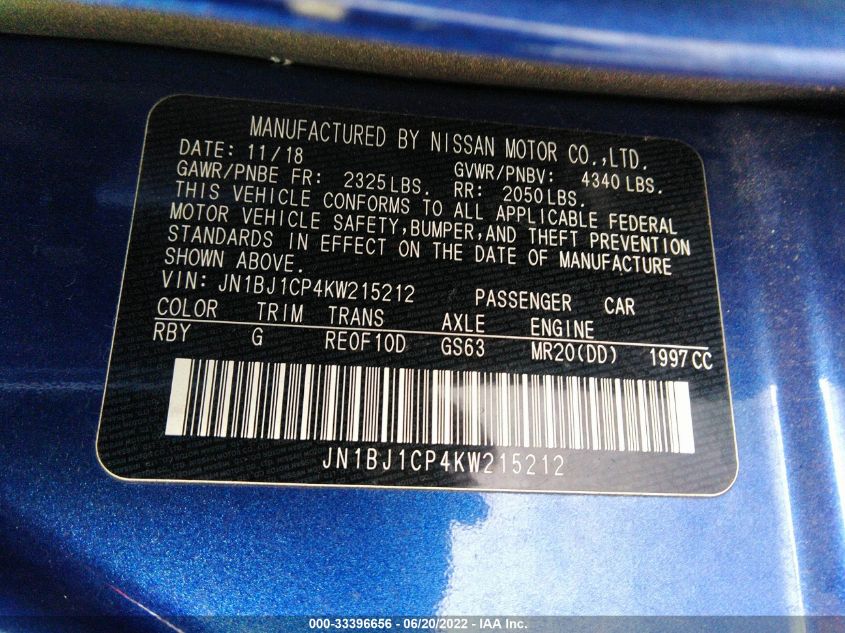 MANUFACTURED BY NISSAN MOTOR CO.,LTD.
DATE: 11/18 GVWR/PNBV: 4340 LBS.
GAWR/PNBE FR: 2325 LBS. RR: 2050 LBS.
THIS VEHICLE CONFORMS TO ALL APPLICABLE FEDERAL
MOTOR VEHICLE SAFETY,BUMPER,AND THEFT PREVENTION
STANDARDS IN EFFECT ON THE DATE OF MANUFACTURE
SHOWN ABOVE.
VIN: JN1BJ1CP4KW215212 PASSENGER CAR
COLOR TRIM TRANS AXLE ENGINE
RBY G RE0F10D GS63 MR20(DD) 1997 CC
JN1BJ1CP4KW215212
000-33396656 - 06/20/2022 - IAA Inc.